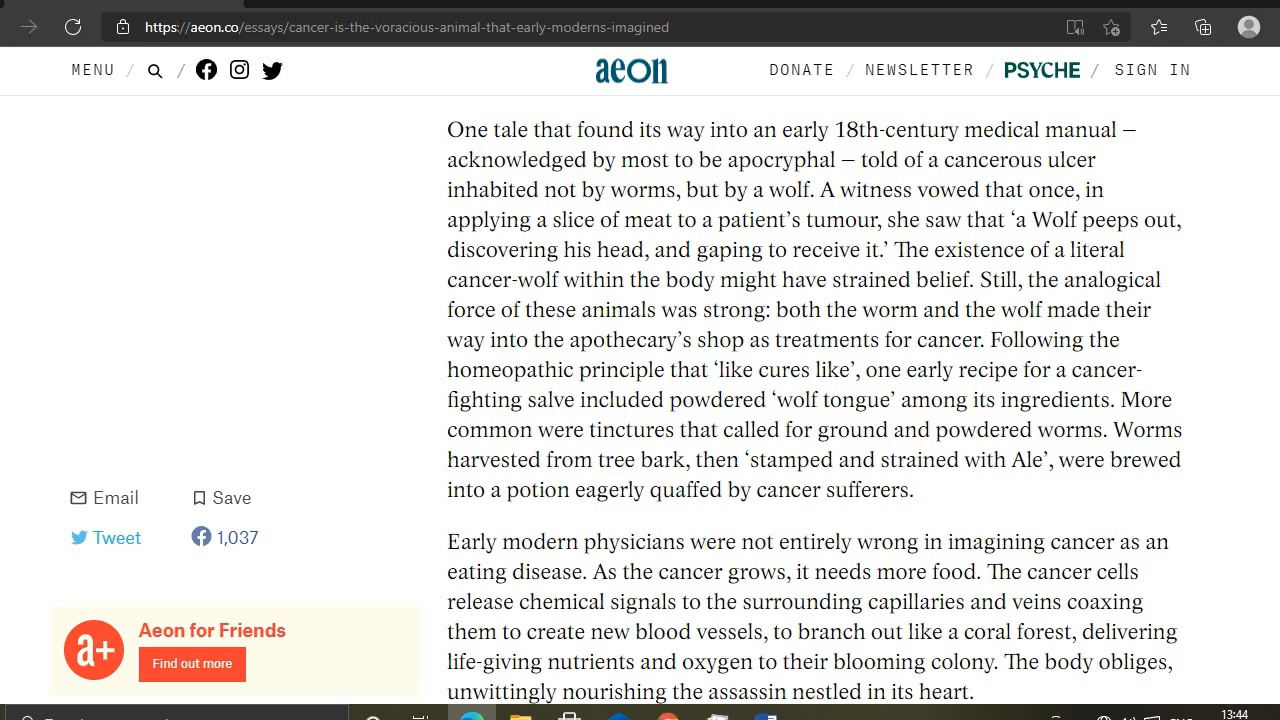 https://aeon.co/essays/cancer-is-the-voracious-animal-that-early-moderns-imagined
MENU / / aeon DONATE / NEWSLETTER / PSYCHE / SIGN IN
One tale that found its way into an early 18th-century medical manual –
acknowledged by most to be apocryphal – told of a cancerous ulcer
inhabited not by worms, but by a wolf. A witness vowed that once, in
applying a slice of meat to a patient’s tumour, she saw that ‘a Wolf peeps out,
discovering his head, and gaping to receive it.’ The existence of a literal
cancer-wolf within the body might have strained belief. Still, the analogical
force of these animals was strong: both the worm and the wolf made their
way into the apothecary’s shop as treatments for cancer. Following the
homeopathic principle that ‘like cures like’, one early recipe for a cancer-
fighting salve included powdered ‘wolf tongue’ among its ingredients. More
common were tinctures that called for ground and powdered worms. Worms
harvested from tree bark, then ‘stamped and strained with Ale’, were brewed
into a potion eagerly quaffed by cancer sufferers.
Early modern physicians were not entirely wrong in imagining cancer as an
eating disease. As the cancer grows, it needs more food. The cancer cells
release chemical signals to the surrounding capillaries and veins coaxing
them to create new blood vessels, to branch out like a coral forest, delivering
life-giving nutrients and oxygen to their blooming colony. The body obliges,
unwittingly nourishing the assassin nestled in its heart.
Email Save
Tweet 1,037
a+
Aeon for Friends
Find out more
13:44